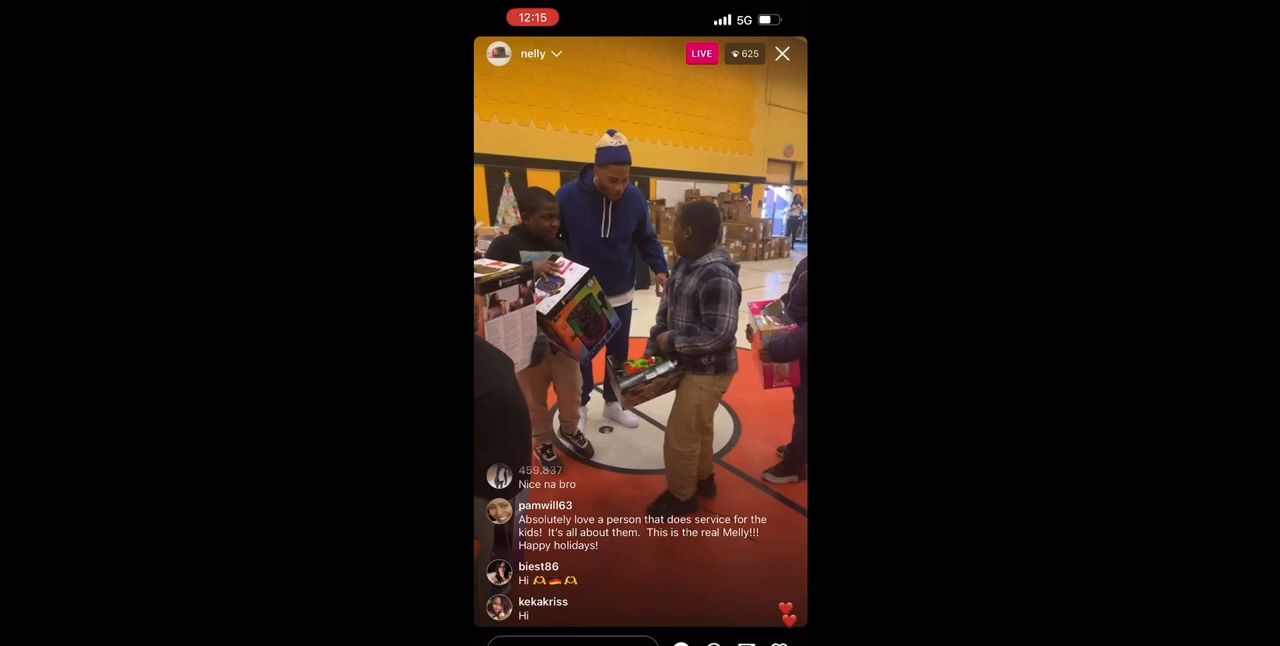 12:15
5G
nelly
LIVE
625
459.837
Nice na bro
pamwill63
Absolutely love a person that does service for the
kids! It's all about them. This is the real Melly!!!
Happy holidays!
biest86
Hi 🫶🇩🇪🫶
kekakriss
Hi